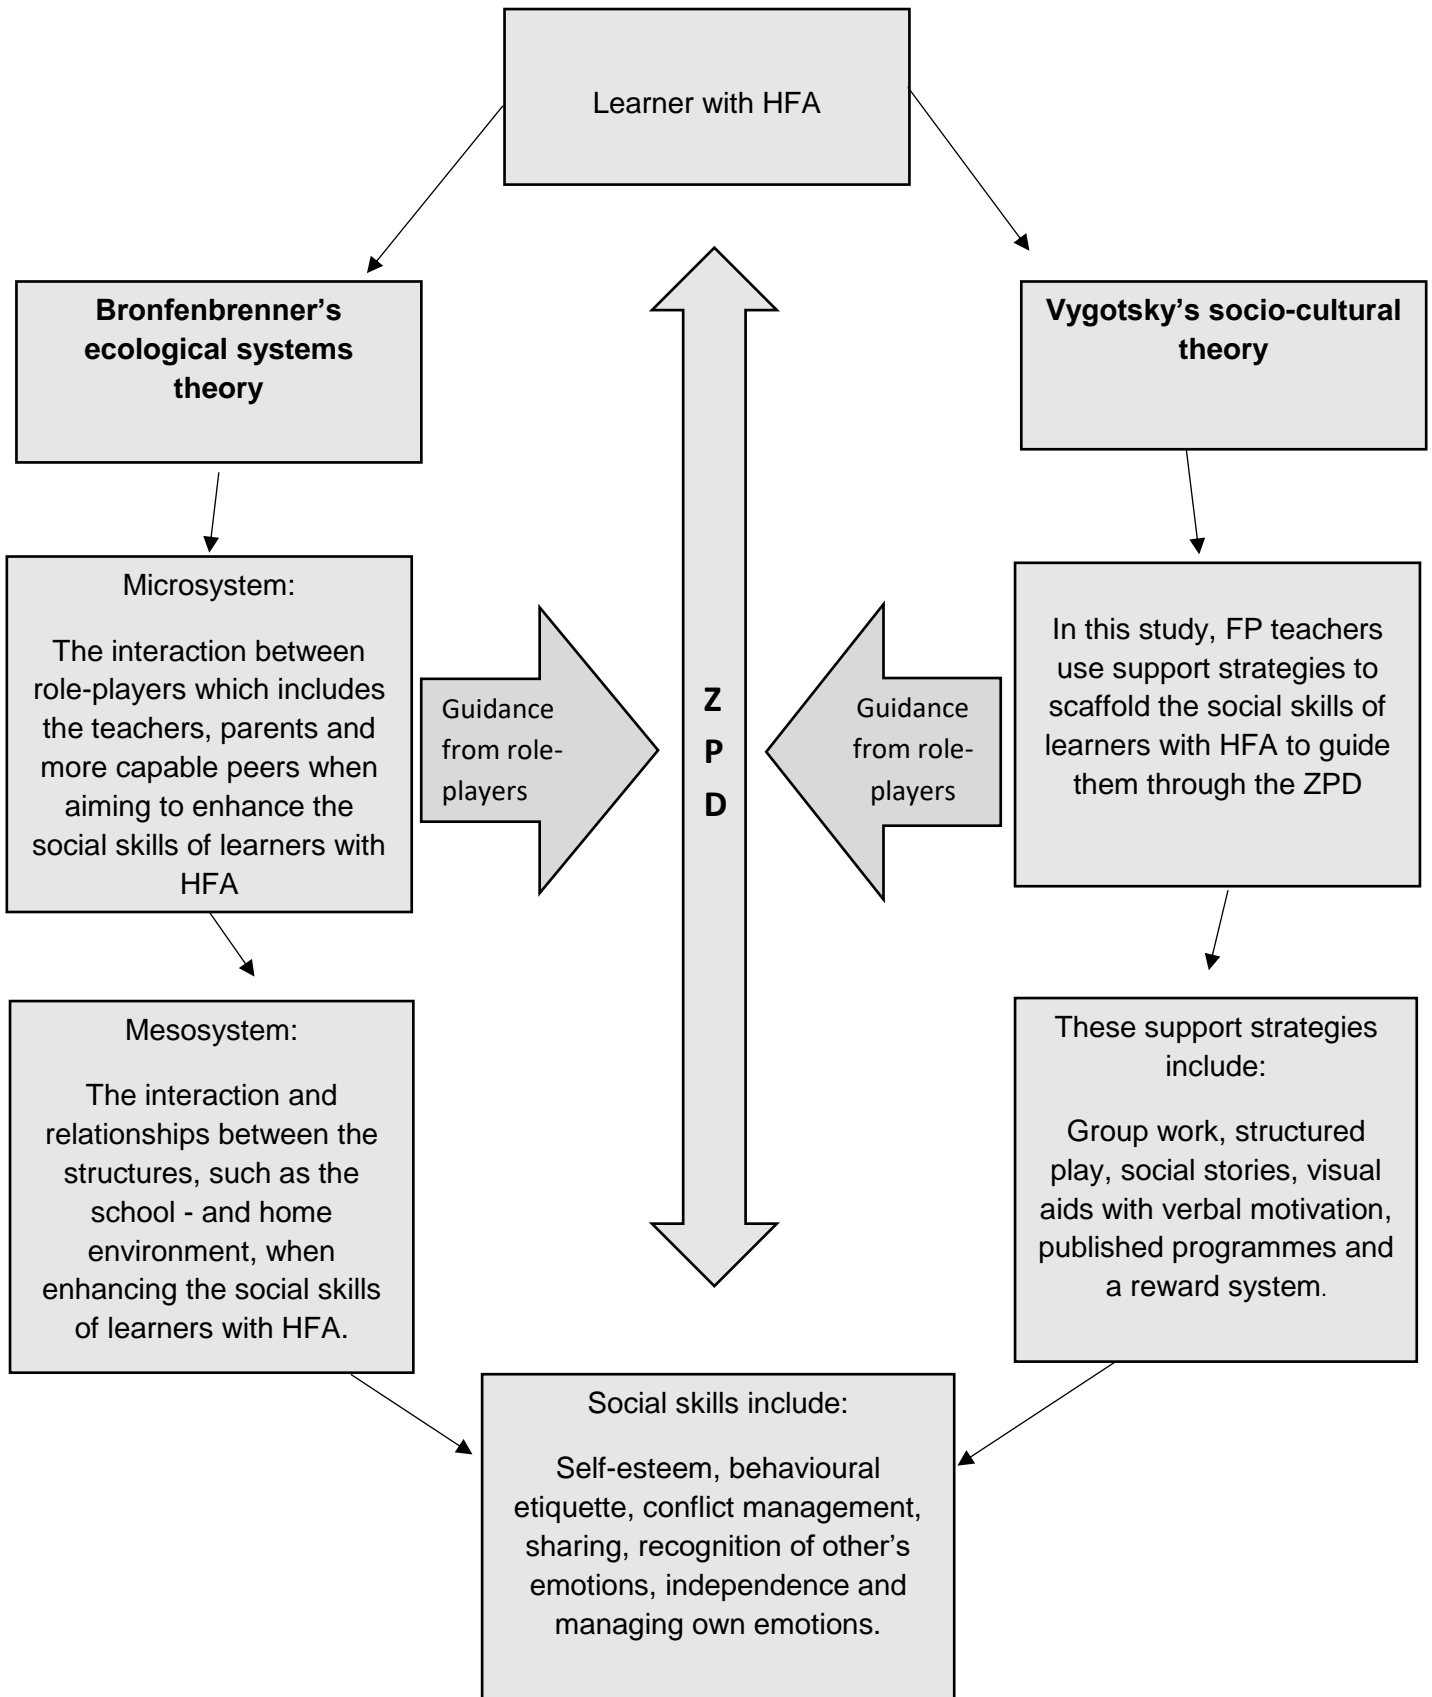 Learner with HFA
Bronfenbrenner’s
ecological systems
theory
Vygotsky’s socio-cultural
theory
Microsystem:
The interaction between
role-players which includes
the teachers, parents and
more capable peers when
aiming to enhance the
social skills of learners with
HFA
Guidance
from role-
players
Z
P
D
Guidance
from role-
players
In this study, FP teachers
use support strategies to
scaffold the social skills of
learners with HFA to guide
them through the ZPD
Mesosystem:
The interaction and
relationships between the
structures, such as the
school - and home
environment, when
enhancing the social skills
of learners with HFA.
These support strategies
include:
Group work, structured
play, social stories, visual
aids with verbal motivation,
published programmes and
a reward system.
Social skills include:
Self-esteem, behavioural
etiquette, conflict management,
sharing, recognition of other’s
emotions, independence and
managing own emotions.